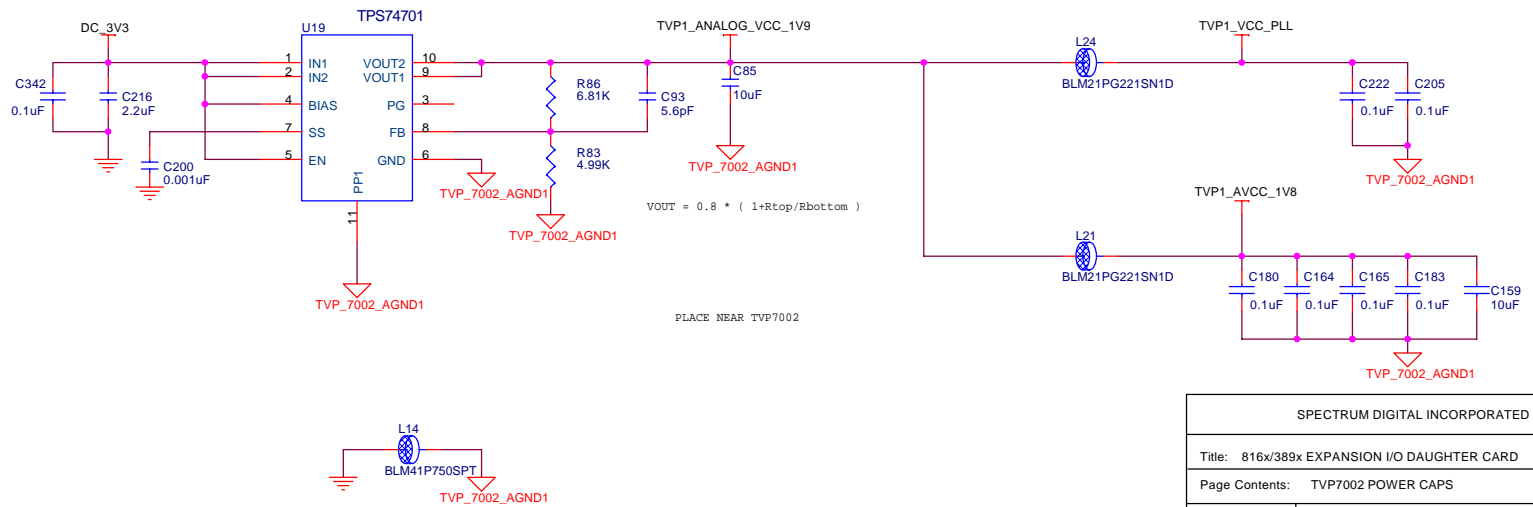 TPS74701
DC_3V3
U19
TVP1_ANALOG_VCC_1V9
TVP1_VCC_PLL
L24
BLM21PG221SN1D
1 IN1
2 IN2
4 BIAS
7 SS
5 EN
VOUT2 10
VOUT1 9
PG 3
FB 8
GND 6
PP1
11
C342
0.1uF
C216
2.2uF
C200
0.001uF
R86
6.81K
R83
4.99K
C93
5.6pF
C85
10uF
C222
0.1uF
C205
0.1uF
TVP_7002_AGND1
TVP_7002_AGND1
TVP_7002_AGND1
TVP_7002_AGND1
TVP_7002_AGND1
VOUT = 0.8 * ( 1+Rtop/Rbottom )
TVP1_AVCC_1V8
L21
BLM21PG221SN1D
C180
0.1uF
C164
0.1uF
C165
0.1uF
C183
0.1uF
C159
10uF
TVP_7002_AGND1
PLACE NEAR TVP7002
L14
BLM41P750SPT
TVP_7002_AGND1
SPECTRUM DIGITAL INCORPORATED
Title: 816x/389x EXPANSION I/O DAUGHTER CARD
Page Contents: TVP7002 POWER CAPS